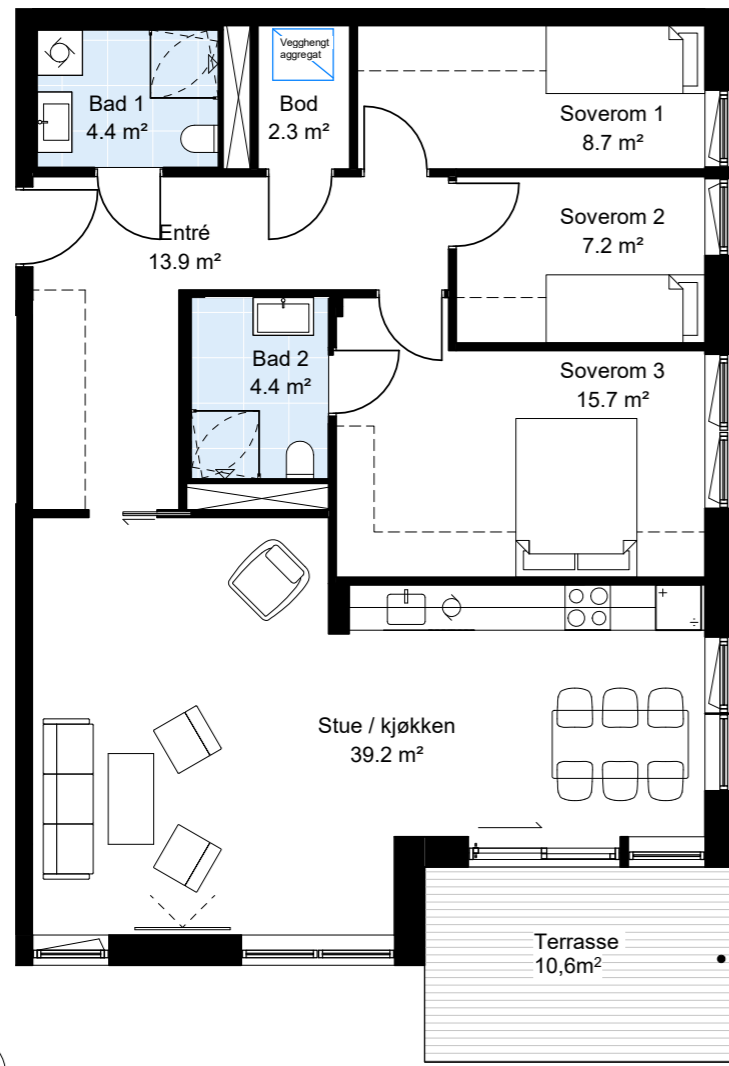 Vegghengt
aggregat
Bad 1
4.4 m²
Bod
2.3 m²
Soverom 1
8.7 m²
Soverom 2
7.2 m²
Entré
13.9 m²
Bad 2
4.4 m²
Soverom 3
15.7 m²
+
÷
Stue / kjøkken
39.2 m²
Terrasse
10,6m²